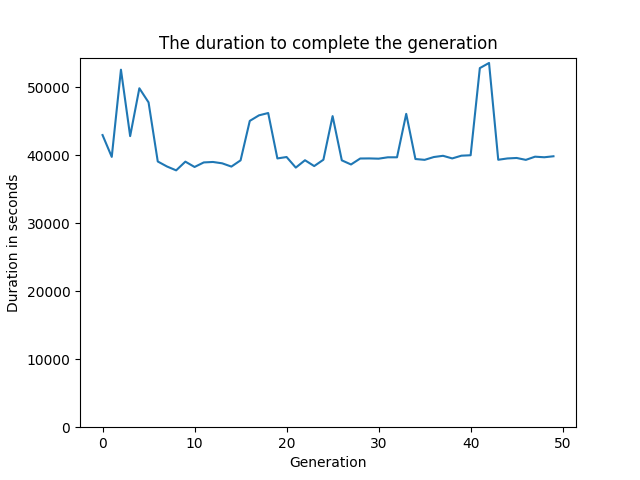 The duration to complete the generation
Duration in seconds
50000
40000
30000
20000
10000
0
0 10 20 30 40 50
Generation